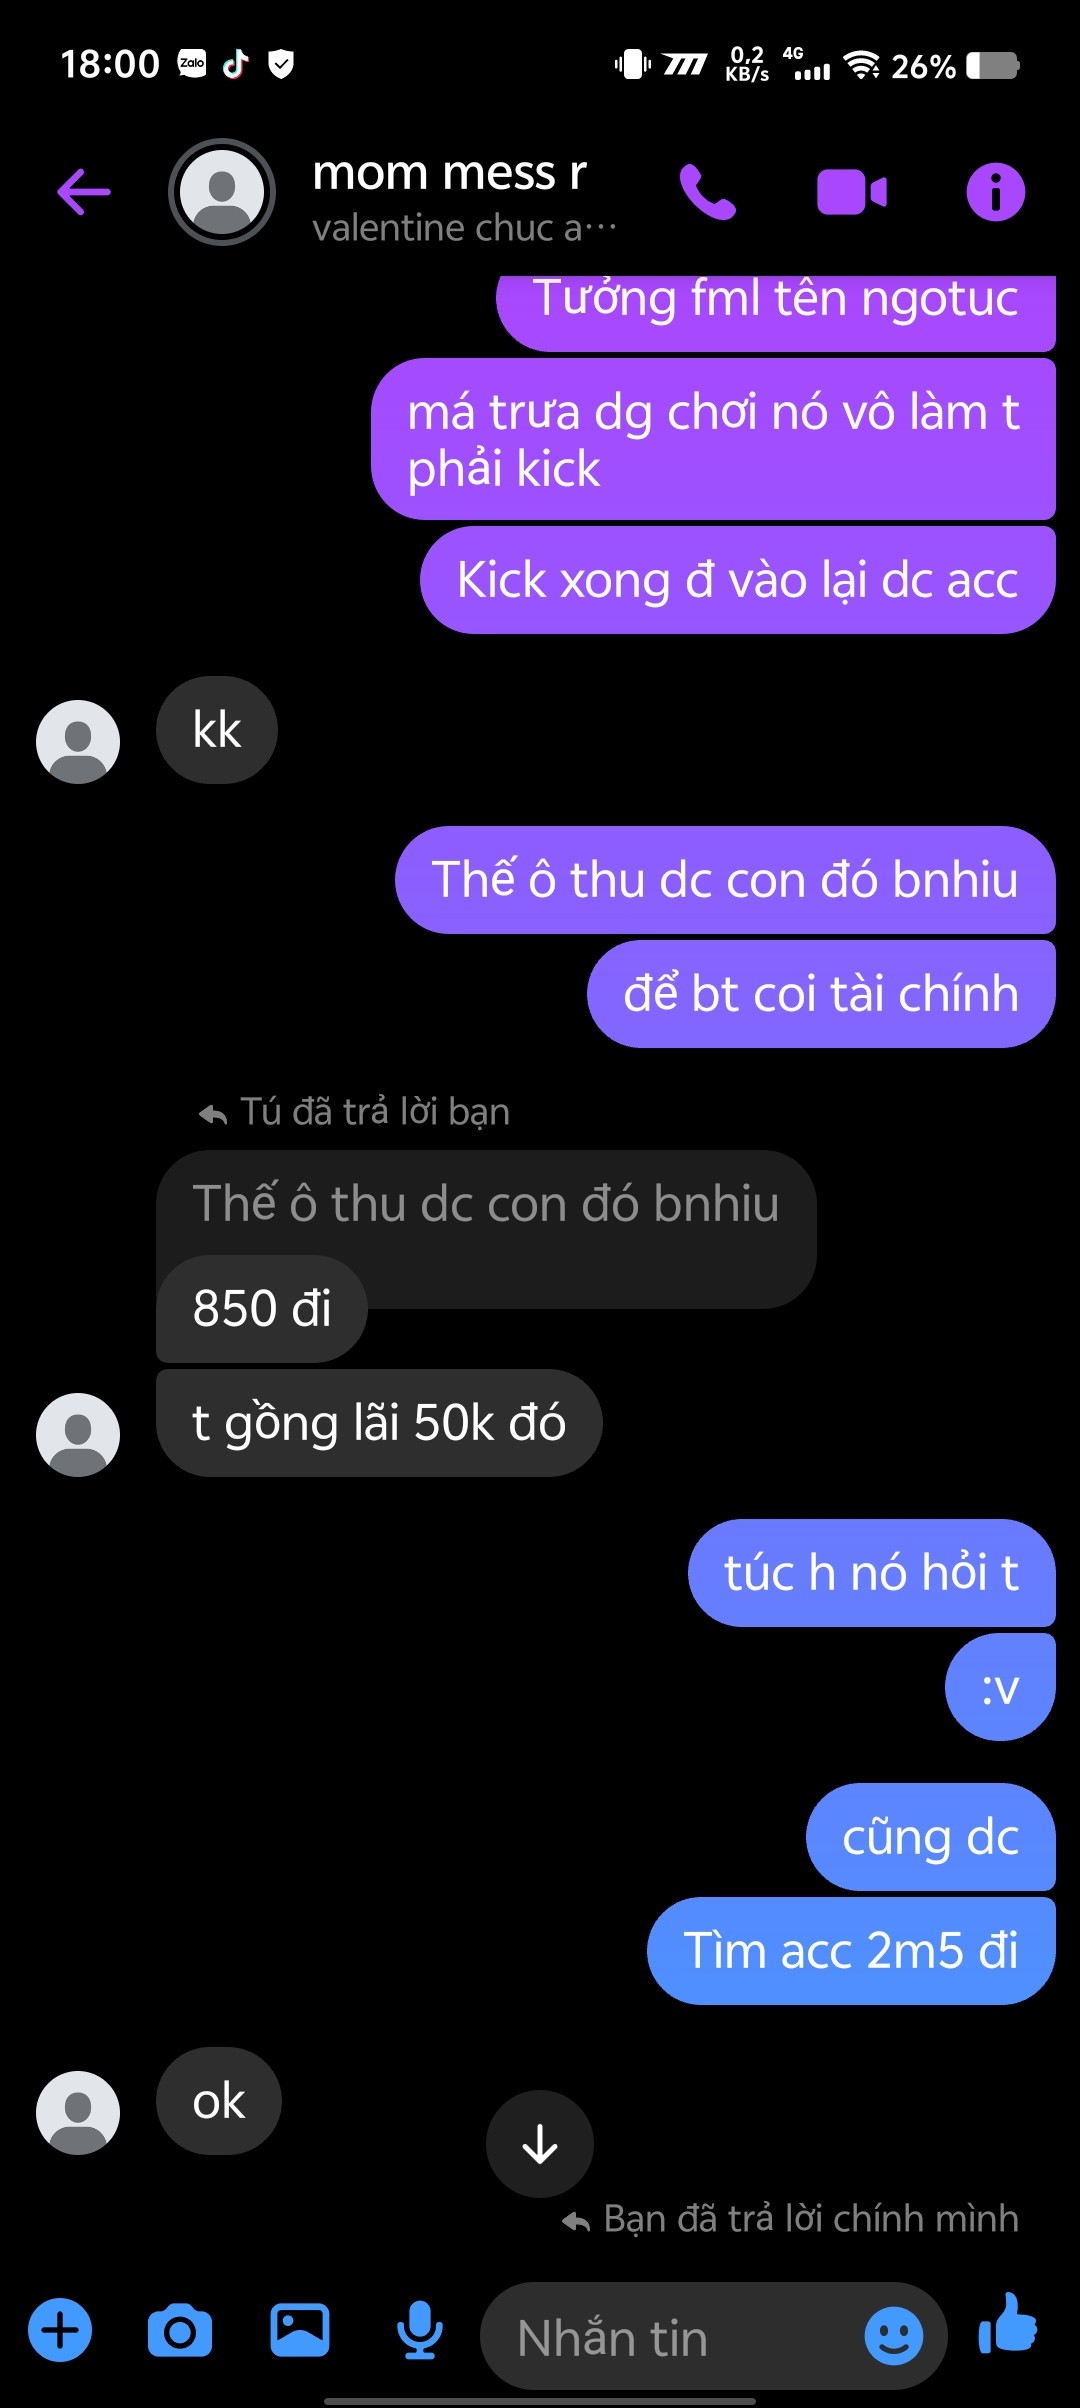 18:00
Zalo
0,2
KB/s
4G
26%
mom mess r
valentine chuc a...
Tưởng fml tên ngotuc
má trưa dg chơi nó vô làm t
phải kick
Kick xong đ vào lại dc acc
kk
Thế ô thu dc con đó bnhiu
để bt coi tài chính
Tú đã trả lời bạn
Thế ô thu dc con đó bnhiu
850 đi
t gồng lãi 50k đó
túc h nó hỏi t
:v
cũng dc
Tìm acc 2m5 đi
ok
Bạn đã trả lời chính mình
Nhắn tin